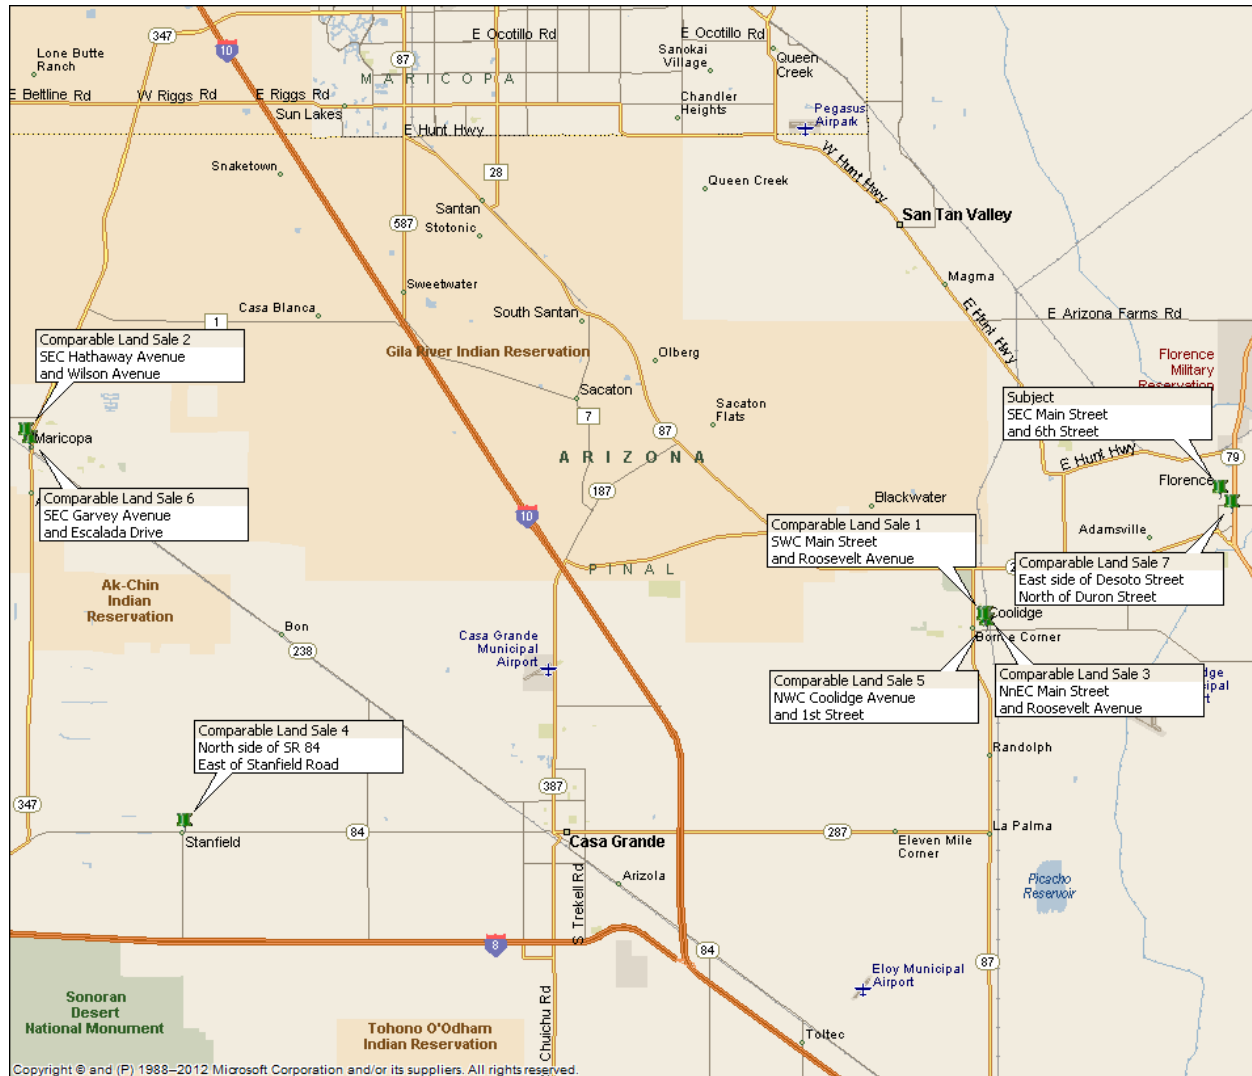 347
10
Lone Butte
Ranch
87
E Ocotillo Rd
E Ocotillo Rd
Sanokai
Village
Queen
Creek
MARICOPA
E Beltline Rd
W Riggs Rd
E Riggs Rd
Sun Lakes
Chandler
Heights
Pegasus
Airpark
E Hunt Hwy
W Hunt Hwy
Snaketown
28
Queen Creek
Santan
Stotonic
587
San Tan Valley
Sweetwater
Magma
Casa Blanca
1
South Santan
E Arizona Farms Rd
E Hunt Hwy
Comparable Land Sale 2
SEC Hathaway Avenue
and Wilson Avenue
Gila River Indian Reservation
Olberg
Florence
Military
Reservation
Sacaton
7
Sacaton
Flats
Subject
SEC Main Street
and 6th Street
Maricopa
87
ARIZONA
E Hunt Hwy
79
Florence
187
Comparable Land Sale 6
SEC Garvey Avenue
and Escalada Drive
10
Blackwater
Comparable Land Sale 1
SWC Main Street
and Roosevelt Avenue
Adamsville
PINAL
Comparable Land Sale 7
East side of Desoto Street
North of Duron Street
Ak-Chin
Indian
Reservation
Bon
238
Coolidge
Casa Grande
Municipal
Airport
Comparable Land Sale 5
NWC Coolidge Avenue
and 1st Street
Comparable Land Sale 3
NnEC Main Street
and Roosevelt Avenue
Comparable Land Sale 4
North side of SR 84
East of Stanfield Road
Randolph
347
387
Stanfield
84
Casa Grande
287
Eleven Mile
Corner
La Palma
Arizola
S Trekell Rd
Picacho
Reservoir
8
84
87
Eloy Municipal
Airport
Sonoran
Desert
National Monument
Tohono O'Odham
Indian Reservation
Chuichu Rd
Toltec
Copyright © and (P) 1988–2012 Microsoft Corporation and/or its suppliers. All rights reserved.